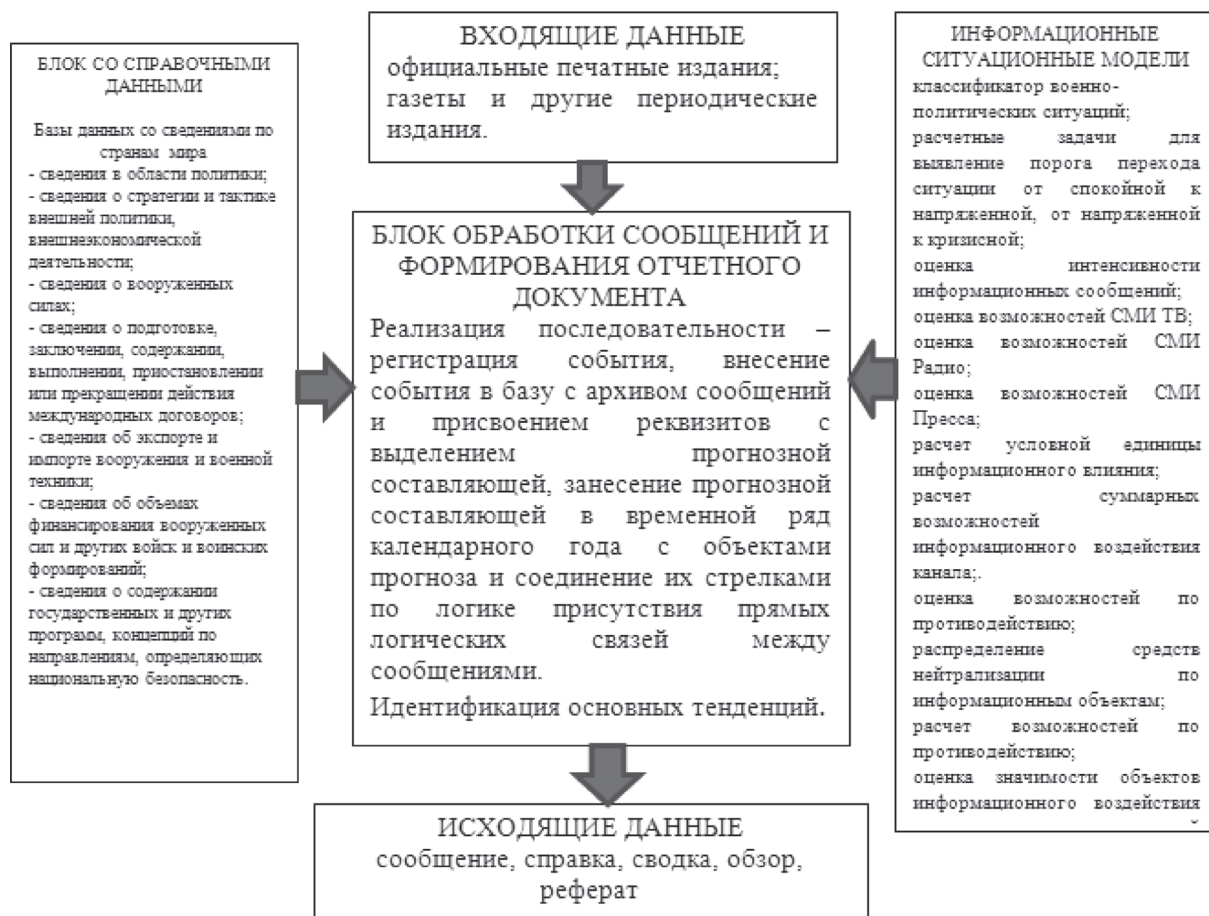 БЛОК СО СПРАВОЧНЫМИ
ДАННЫМИ
Базы данных со сведениями по
странам мира
- сведения в области политики;
- сведения о стратегии и тактике
внешней политики,
внешнеэкономической
деятельности;
- сведения о вооруженных
силах;
- сведения о подготовке,
заключении, содержании,
выполнении, приостановлении
или прекращении действия
международных договоров;
- сведения об экспорте и
импорте вооружения и военной
техники;
- сведения об объемах
финансирования вооруженных
сил и других войск и воинских
формирований;
- сведения о содержании
государственных и других
программ, концепций по
направлениям, определяющих
национальную безопасность.
ВХОДЯЩИЕ ДАННЫЕ
официальные печатные издания;
газеты и другие периодические
издания.
БЛОК ОБРАБОТКИ СООБЩЕНИЙ И
ФОРМИРОВАНИЯ ОТЧЕТНОГО
ДОКУМЕНТА
Реализация последовательности –
регистрация события, внесение
события в базу с архивом сообщений
и присвоением реквизитов с
выделением прогнозной
составляющей, занесение прогнозной
составляющей в временной ряд
календарного года с объектами
прогноза и соединение их стрелками
по логике присутствия прямых
логических связей между
сообщениями.
Идентификация основных тенденций.
ИСХОДЯЩИЕ ДАННЫЕ
сообщение, справка, сводка, обзор,
реферат
ИНФОРМАЦИОННЫЕ
СИТУАЦИОННЫЕ МОДЕЛИ
классификатор военно-
политических ситуаций;
расчетные задачи для
выявление порога перехода
ситуации от спокойной к
напряженной, от напряженной
к кризисной;
оценка интенсивности
информационных сообщений;
оценка возможностей СМИ ТВ;
оценка возможностей СМИ
Радио;
оценка возможностей СМИ
Пресса;
расчет условной единицы
информационного влияния;
расчет суммарных
возможностей
информационного воздействия
канала;.
оценка возможностей по
противодействию;
распределение средств
нейтрализации по
информационным объектам;
расчет возможностей по
противодействию;
оценка значимости объектов
информационного воздействия